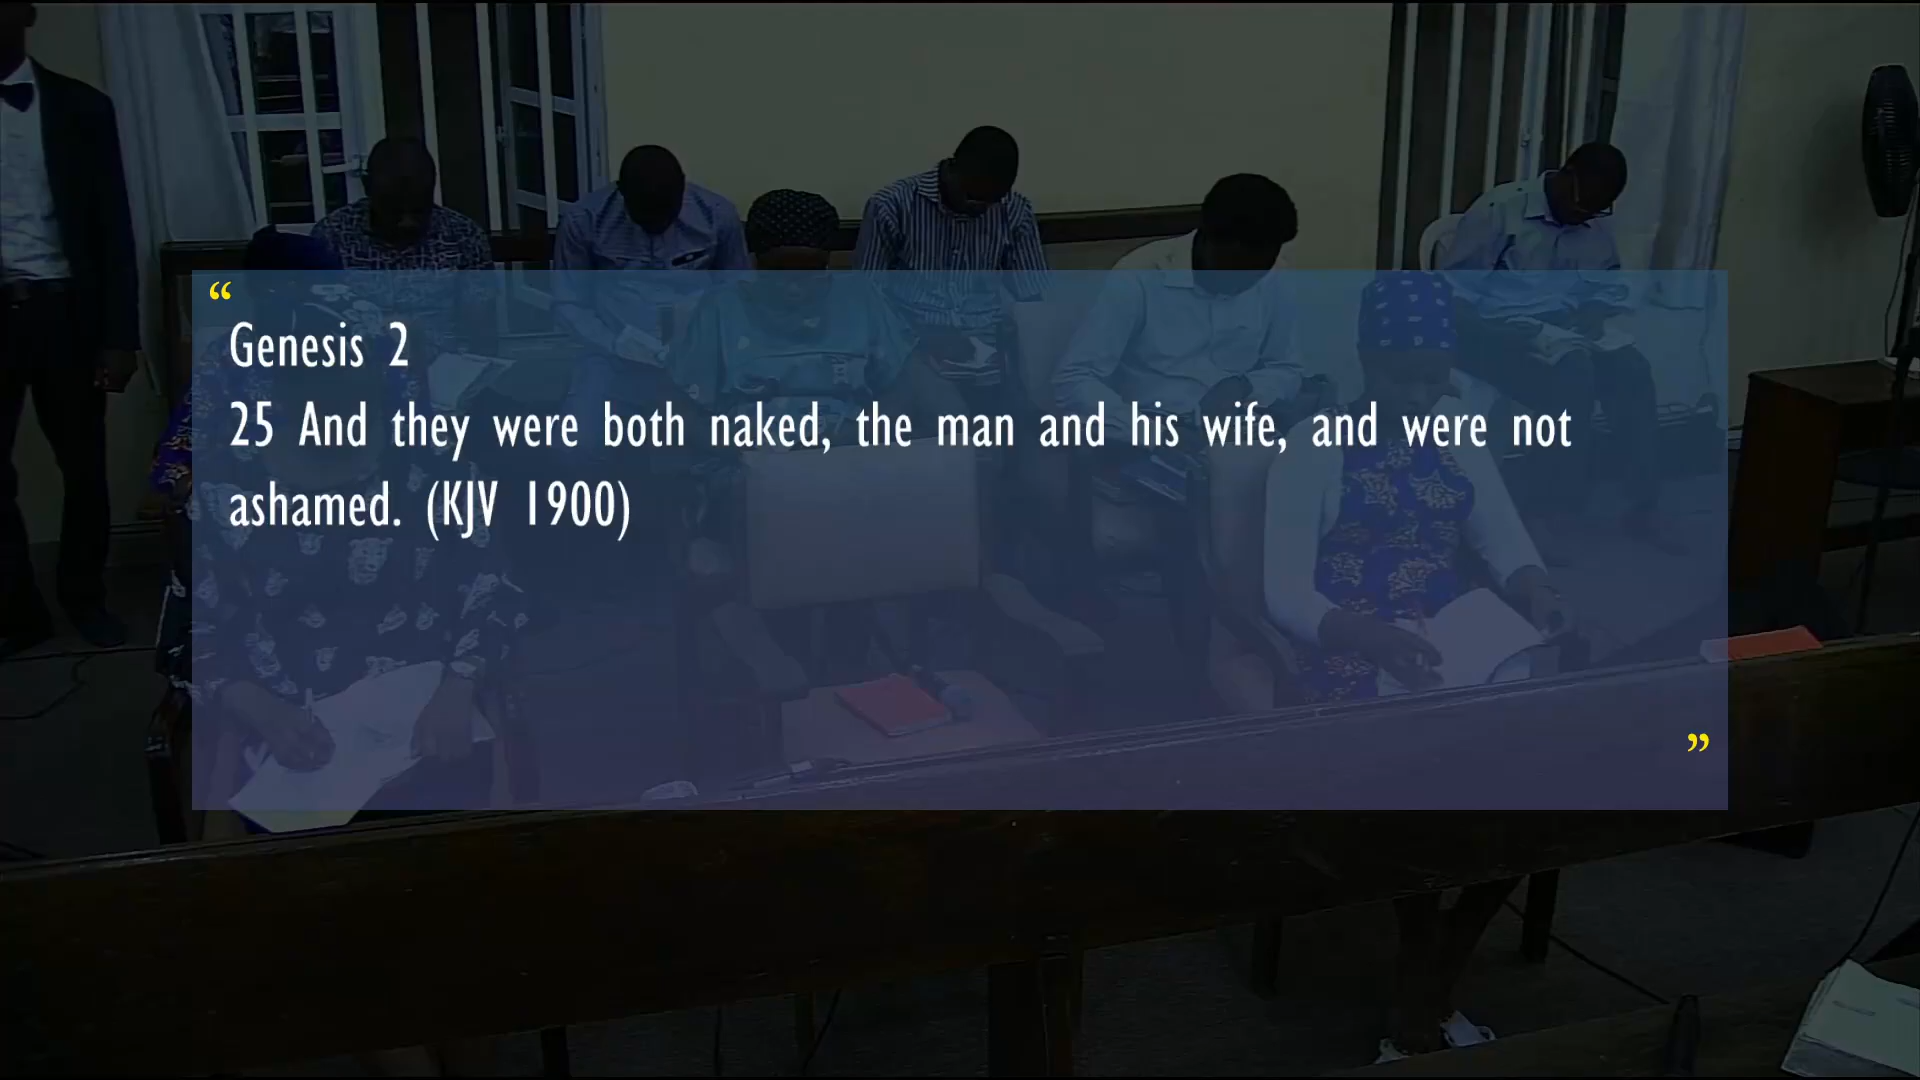 “
Genesis 2
25 And they were both naked, the man and his wife, and were not
ashamed. (KJV 1900)
”